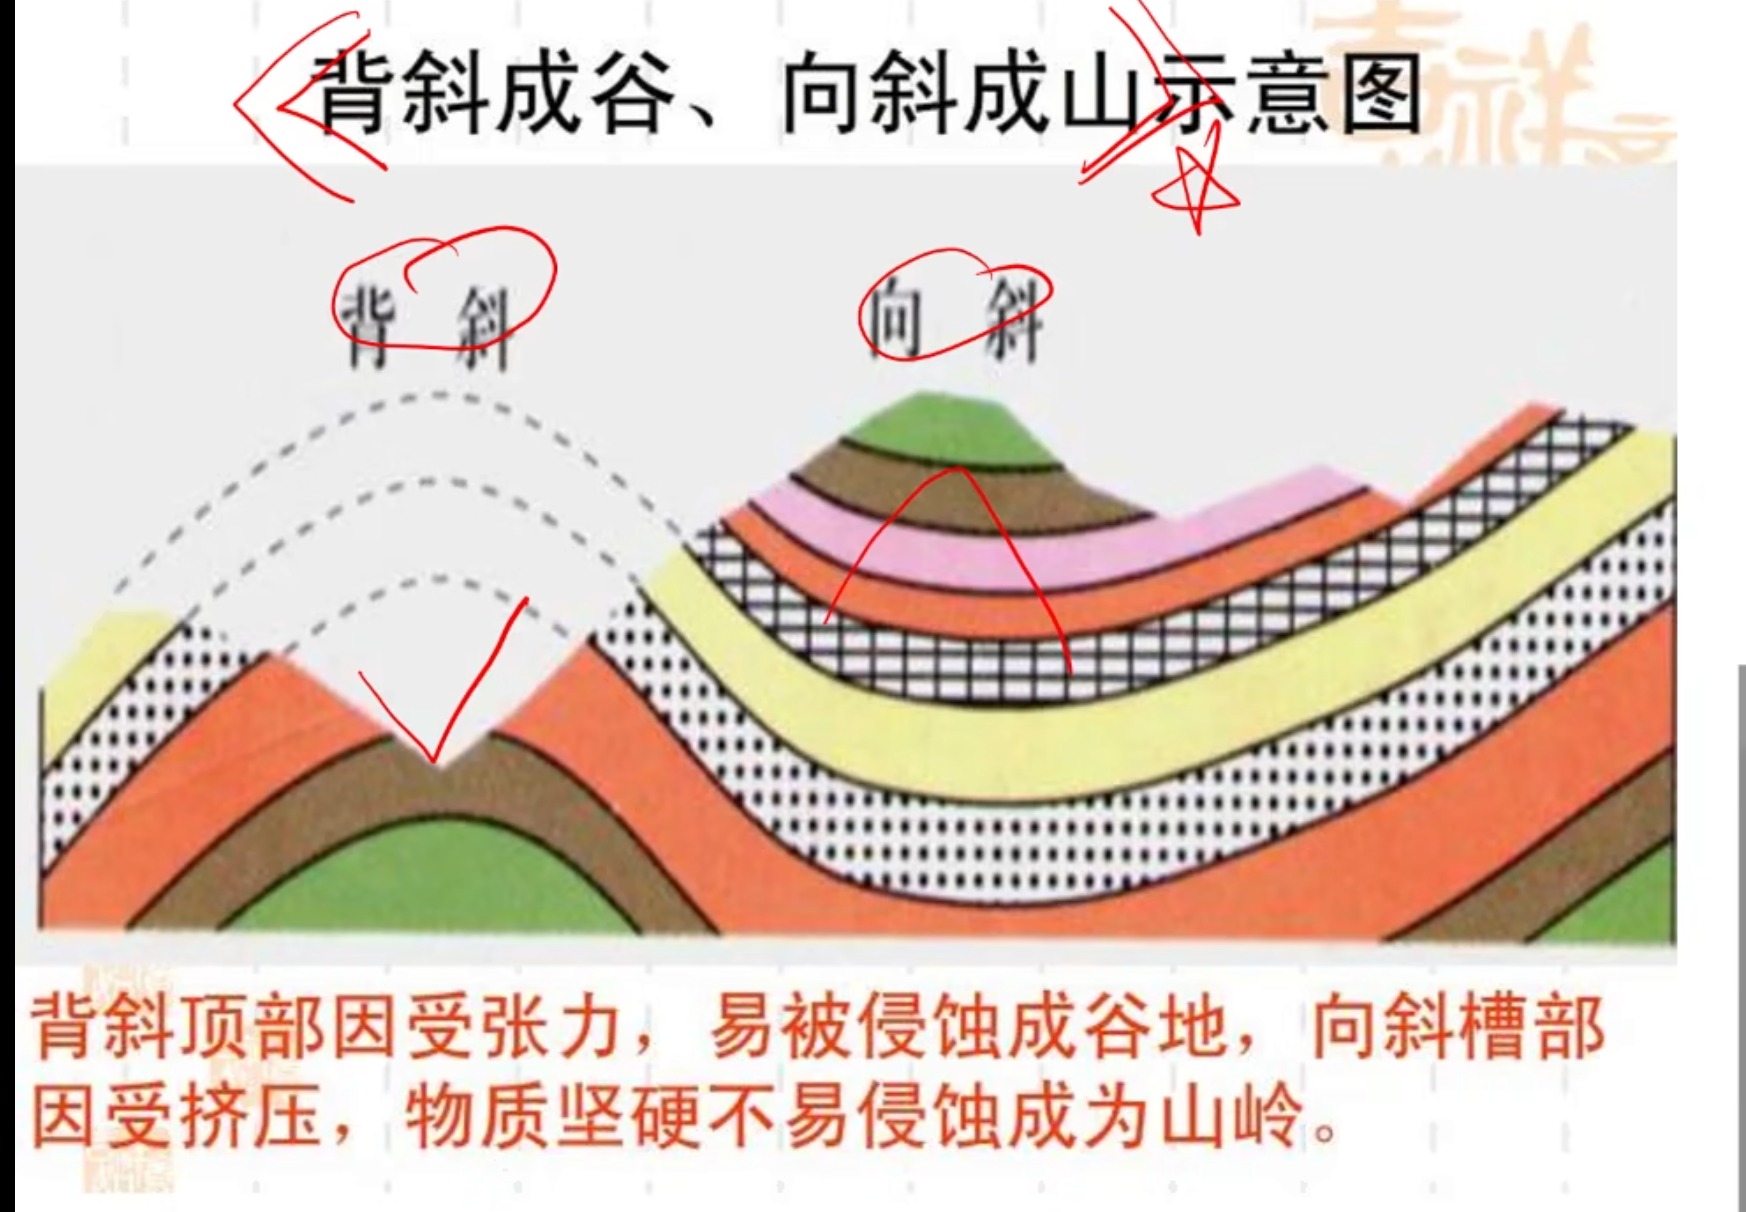 背斜成谷、向斜成山示意图
背斜
向斜
背斜顶部因受张力，易被侵蚀成谷地，向斜槽部
因受挤压，物质坚硬不易侵蚀成为山岭。